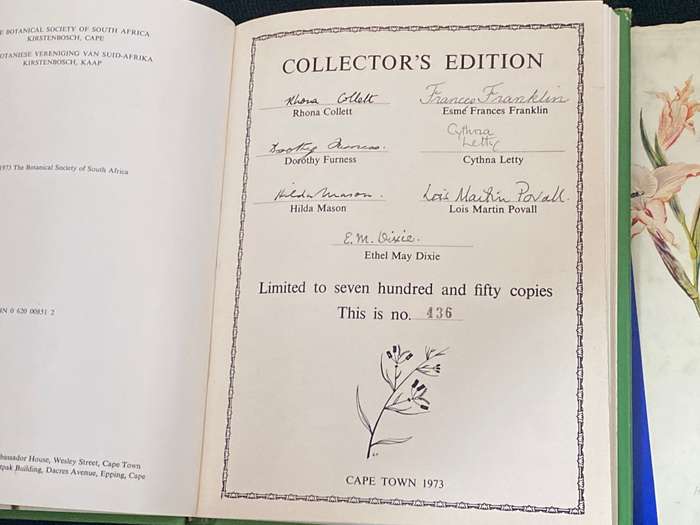 BOTANICAL SOCIETY OF SOUTH AFRICA
KIRSTENBOSCH, CAPE
VERENIGING VAN SUID-AFRIKA
KIRSTENBOSCH, KAAP
1973 The Botanical Society of South Africa
0 620 00831 2
House, Wesley Street, Cape Town
Building, Dacres Avenue, Epping, Cape
COLLECTOR'S EDITION
Rhona Collett
Rhona Collett
Frances Franklin
Esmé Frances Franklin
Dorothy Furness.
Dorothy Furness
Cythna
Letty
Cythna Letty
Hilda Mason.
Hilda Mason
Lois Martin Povall.
Lois Martin Povall
E.M. Dixie.
Ethel May Dixie
Limited to seven hundred and fifty copies
This is no. 436
CAPE TOWN 1973